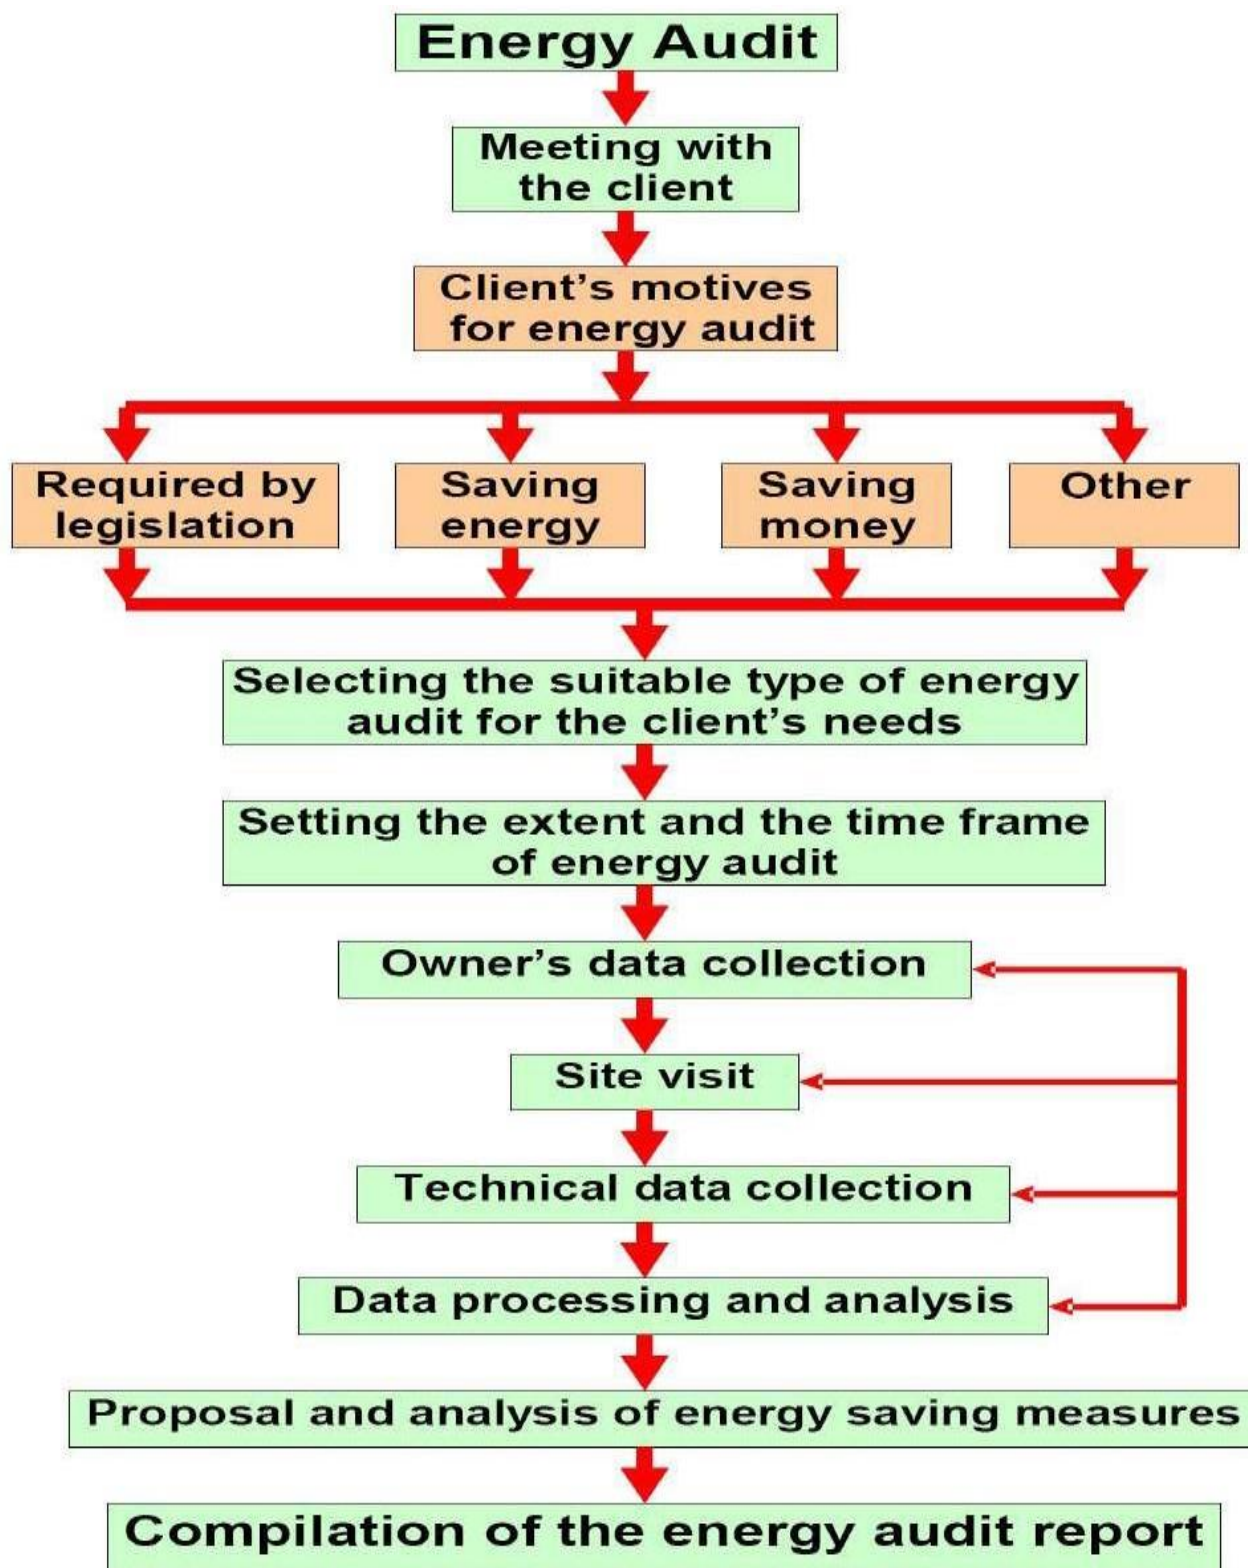 Energy Audit
Meeting with
the client
Client's motives
for energy audit
Required by
legislation
Saving
energy
Saving
money
Other
Selecting the suitable type of energy
audit for the client's needs
Setting the extent and the time frame
of energy audit
Owner's data collection
Site visit
Technical data collection
Data processing and analysis
Proposal and analysis of energy saving measures
Compilation of the energy audit report